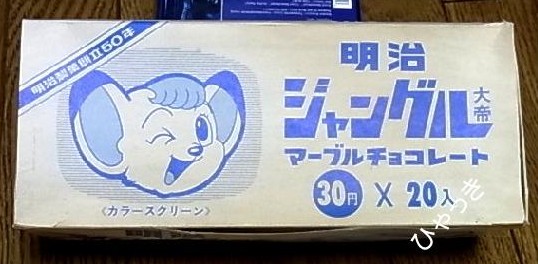 明治製菓創立50年
明治
ジャングル大帝
マーブルチョコレート
30円 × 20入
《カラースクリーン》
ひゃっき